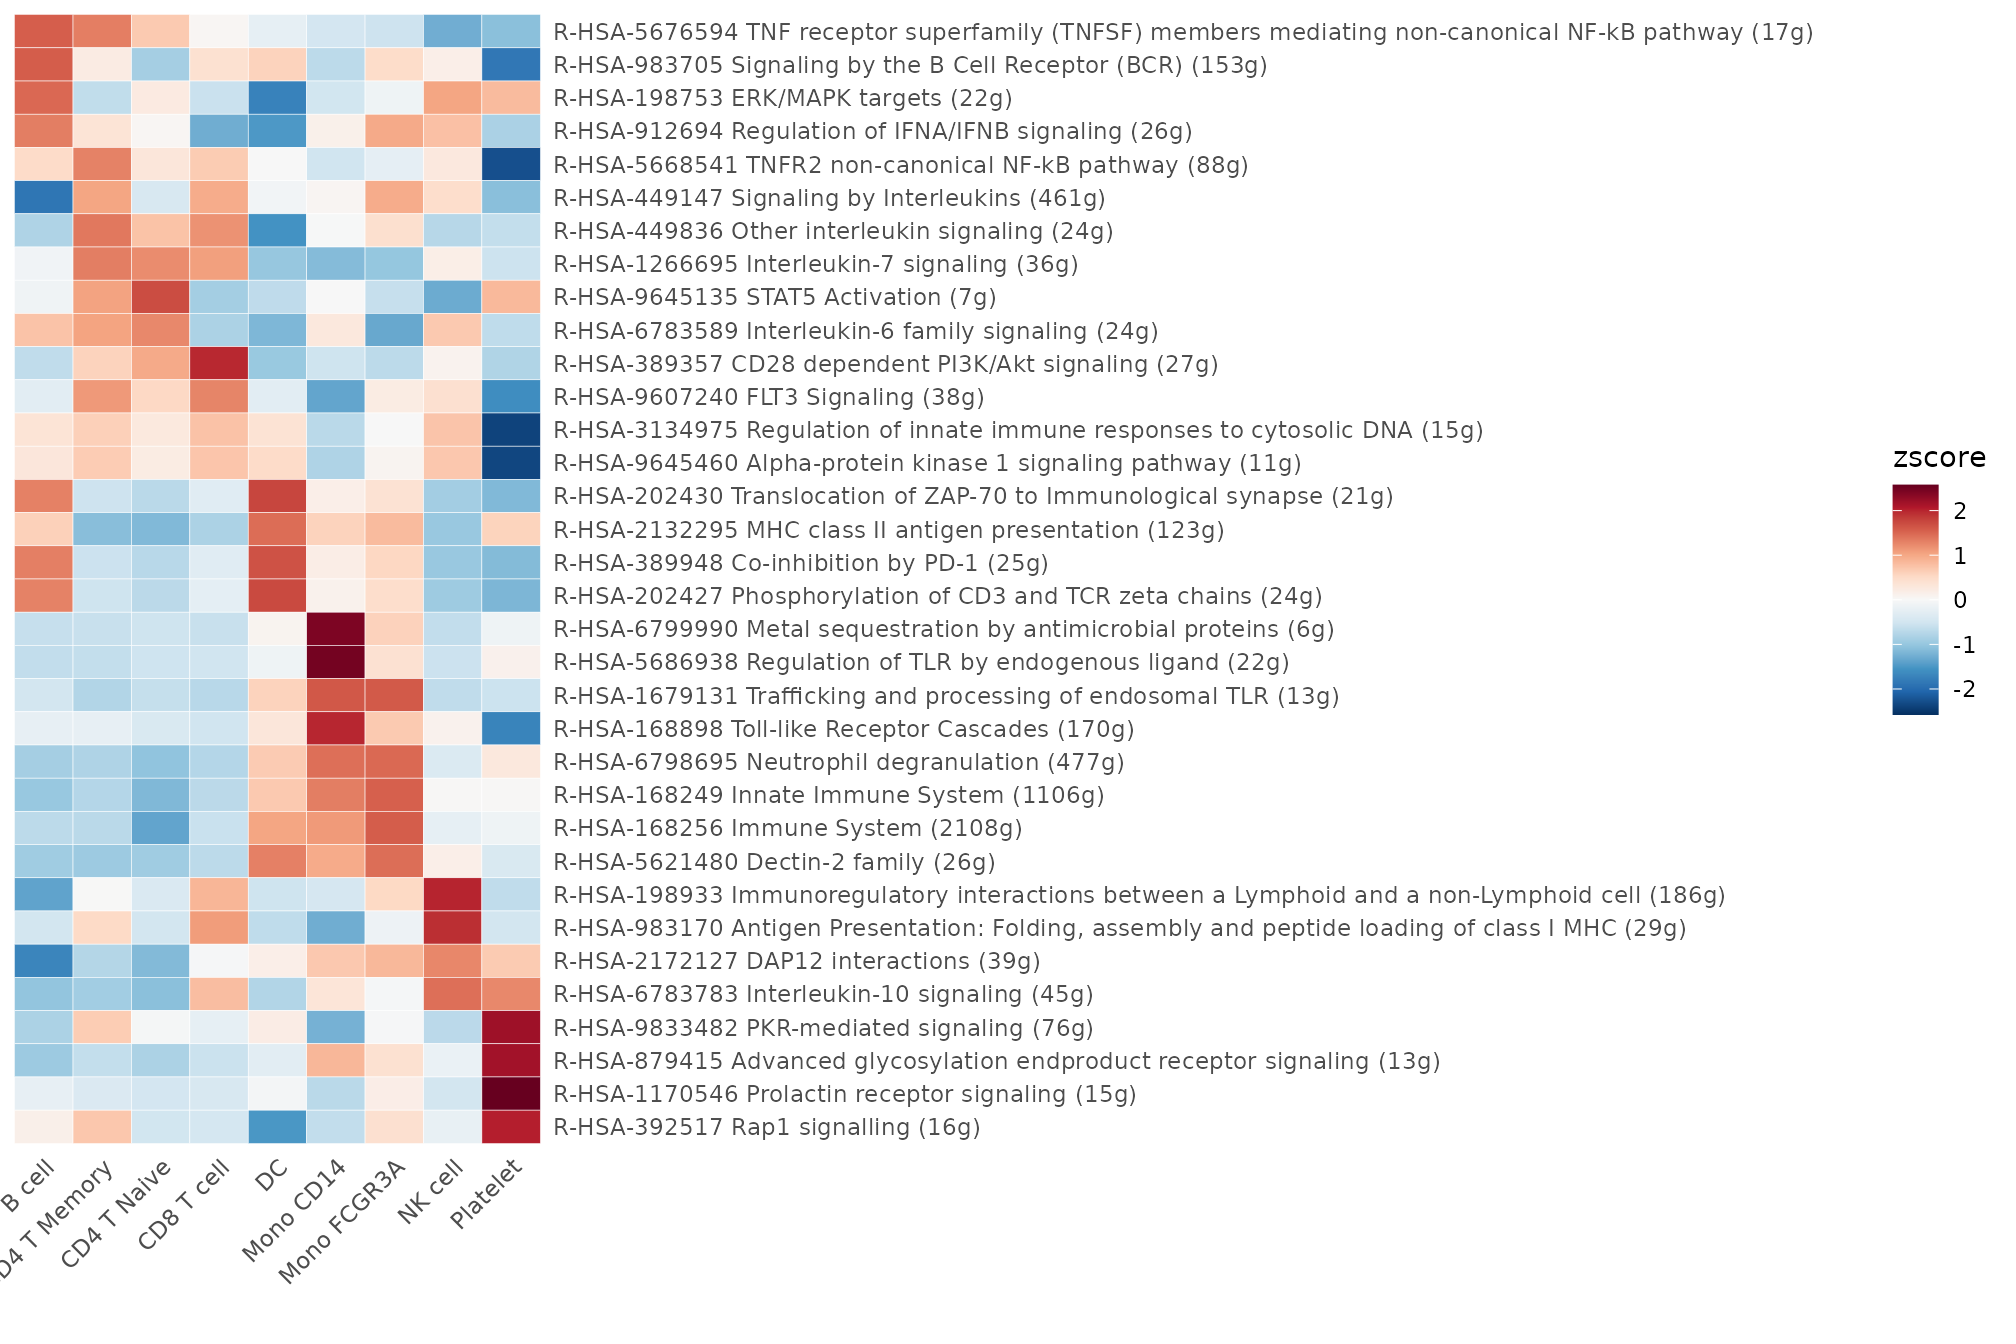 R-HSA-5676594 TNF receptor superfamily (TNFSF) members mediating non-canonical NF-kB pathway (17g)
R-HSA-983705 Signaling by the B Cell Receptor (BCR) (153g)
R-HSA-198753 ERK/MAPK targets (22g)
R-HSA-912694 Regulation of IFNA/IFNB signaling (26g)
R-HSA-5668541 TNFR2 non-canonical NF-kB pathway (88g)
R-HSA-449147 Signaling by Interleukins (461g)
R-HSA-449836 Other interleukin signaling (24g)
R-HSA-1266695 Interleukin-7 signaling (36g)
R-HSA-9645135 STAT5 Activation (7g)
R-HSA-6783589 Interleukin-6 family signaling (24g)
R-HSA-389357 CD28 dependent PI3K/Akt signaling (27g)
R-HSA-9607240 FLT3 Signaling (38g)
R-HSA-3134975 Regulation of innate immune responses to cytosolic DNA (15g)
R-HSA-9645460 Alpha-protein kinase 1 signaling pathway (11g)
R-HSA-202430 Translocation of ZAP-70 to Immunological synapse (21g)
R-HSA-2132295 MHC class II antigen presentation (123g)
R-HSA-389948 Co-inhibition by PD-1 (25g)
R-HSA-202427 Phosphorylation of CD3 and TCR zeta chains (24g)
R-HSA-6799990 Metal sequestration by antimicrobial proteins (6g)
R-HSA-5686938 Regulation of TLR by endogenous ligand (22g)
R-HSA-1679131 Trafficking and processing of endosomal TLR (13g)
R-HSA-168898 Toll-like Receptor Cascades (170g)
R-HSA-6798695 Neutrophil degranulation (477g)
R-HSA-168249 Innate Immune System (1106g)
R-HSA-168256 Immune System (2108g)
R-HSA-5621480 Dectin-2 family (26g)
R-HSA-198933 Immunoregulatory interactions between a Lymphoid and a non-Lymphoid cell (186g)
R-HSA-983170 Antigen Presentation: Folding, assembly and peptide loading of class I MHC (29g)
R-HSA-2172127 DAP12 interactions (39g)
R-HSA-6783783 Interleukin-10 signaling (45g)
R-HSA-9833482 PKR-mediated signaling (76g)
R-HSA-879415 Advanced glycosylation endproduct receptor signaling (13g)
R-HSA-1170546 Prolactin receptor signaling (15g)
R-HSA-392517 Rap1 signalling (16g)
B cell
D4 T Memory
CD4 T Naive
CD8 T cell
DC
Mono CD14
Mono FCGR3A
NK cell
Platelet
zscore
2
1
0
-1
-2